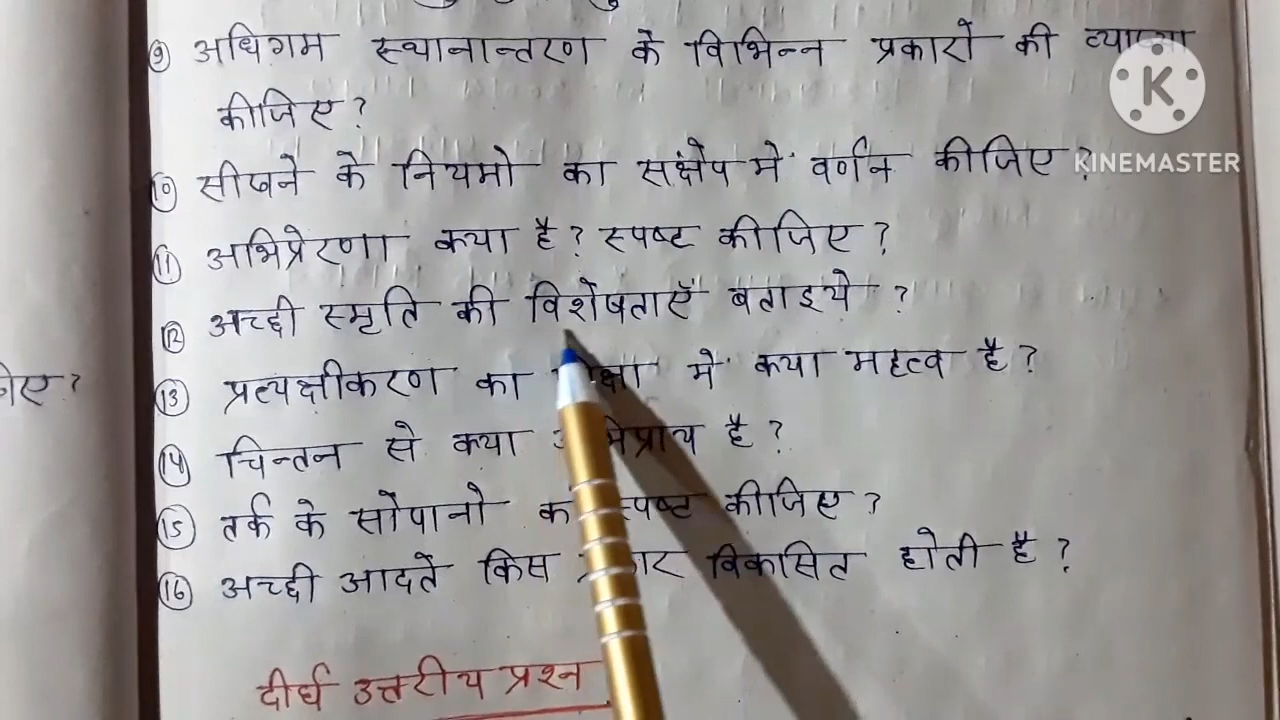 ⑨ अधिगम स्थानान्तरण के विभिन्न प्रकारो की
कीजिए?
K
KINEMASTER
⑩ सीखने के नियमो का सक्षेप मे वर्णन कीजिए?
⑪ अभिप्रेरणा क्या है? स्पष्ट कीजिए?
⑫ अच्छी स्मृति की विशेषताएँ बताइये?
⑬ प्रत्यक्षीकरण का में क्या महत्व है?
⑭ चिन्तन से क्या है?
⑮ तर्क के सोपानो कीजिए?
⑯ अच्छी आदतें किस विकसित होती है?
दीर्घ उत्तरीय प्रश्न